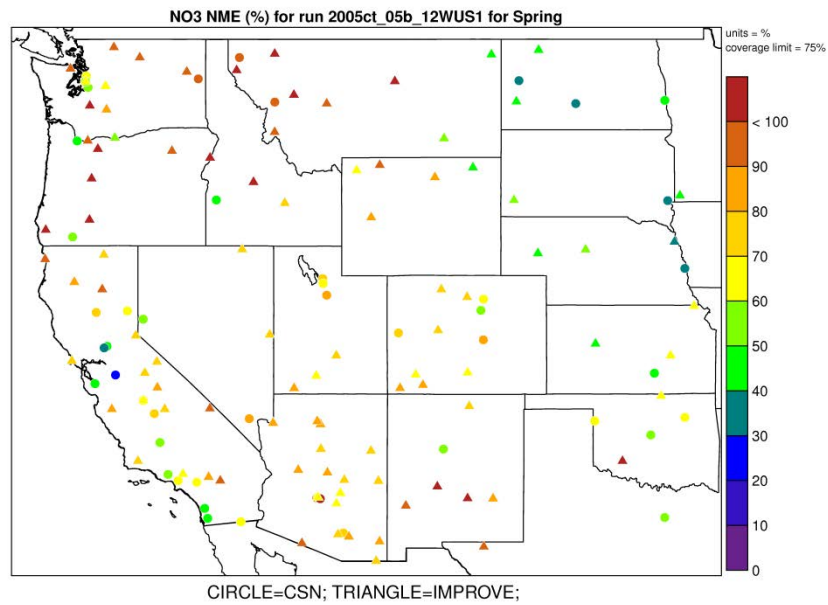 NO3 NME (%) for run 2005ct_05b_12WUS1 for Spring
units = %
coverage limit = 75%
< 100
90
80
70
60
50
40
30
20
10
0
CIRCLE=CSN; TRIANGLE=IMPROVE;